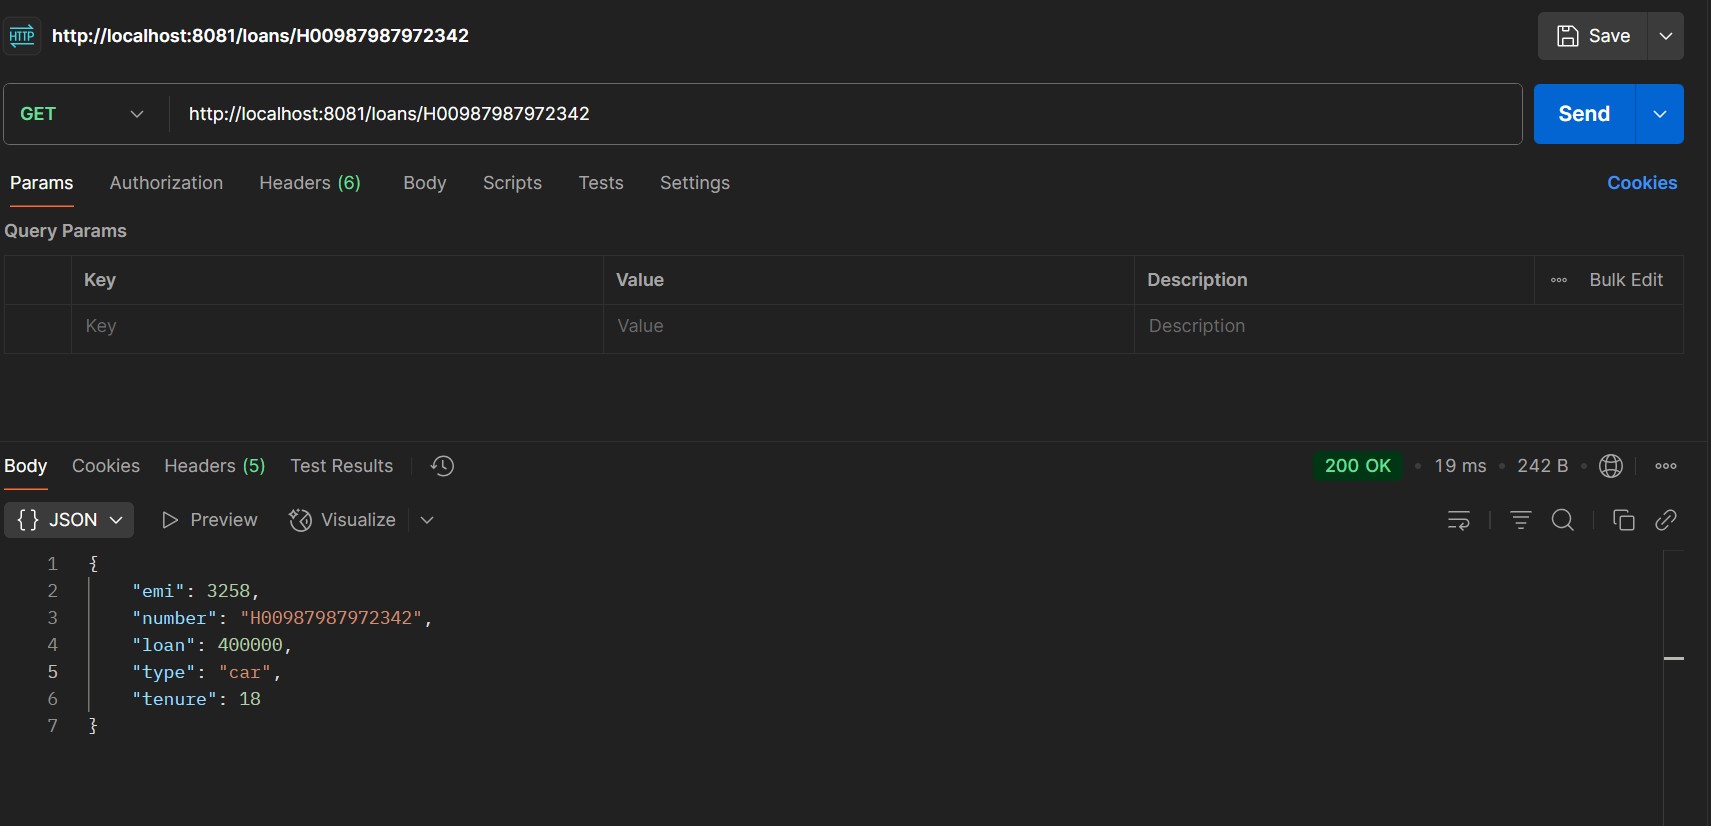 HTTP http://localhost:8081/loans/H00987987972342 Save
GET http://localhost:8081/loans/H00987987972342 Send
Params Authorization Headers (6) Body Scripts Tests Settings Cookies
Query Params
Key Value Description Bulk Edit
Key Value Description
Body Cookies Headers (5) Test Results 200 OK • 19 ms • 242 B •
{} JSON Preview Visualize
1 {
2 "emi": 3258,
3 "number": "H00987987972342",
4 "loan": 400000,
5 "type": "car",
6 "tenure": 18
7 }